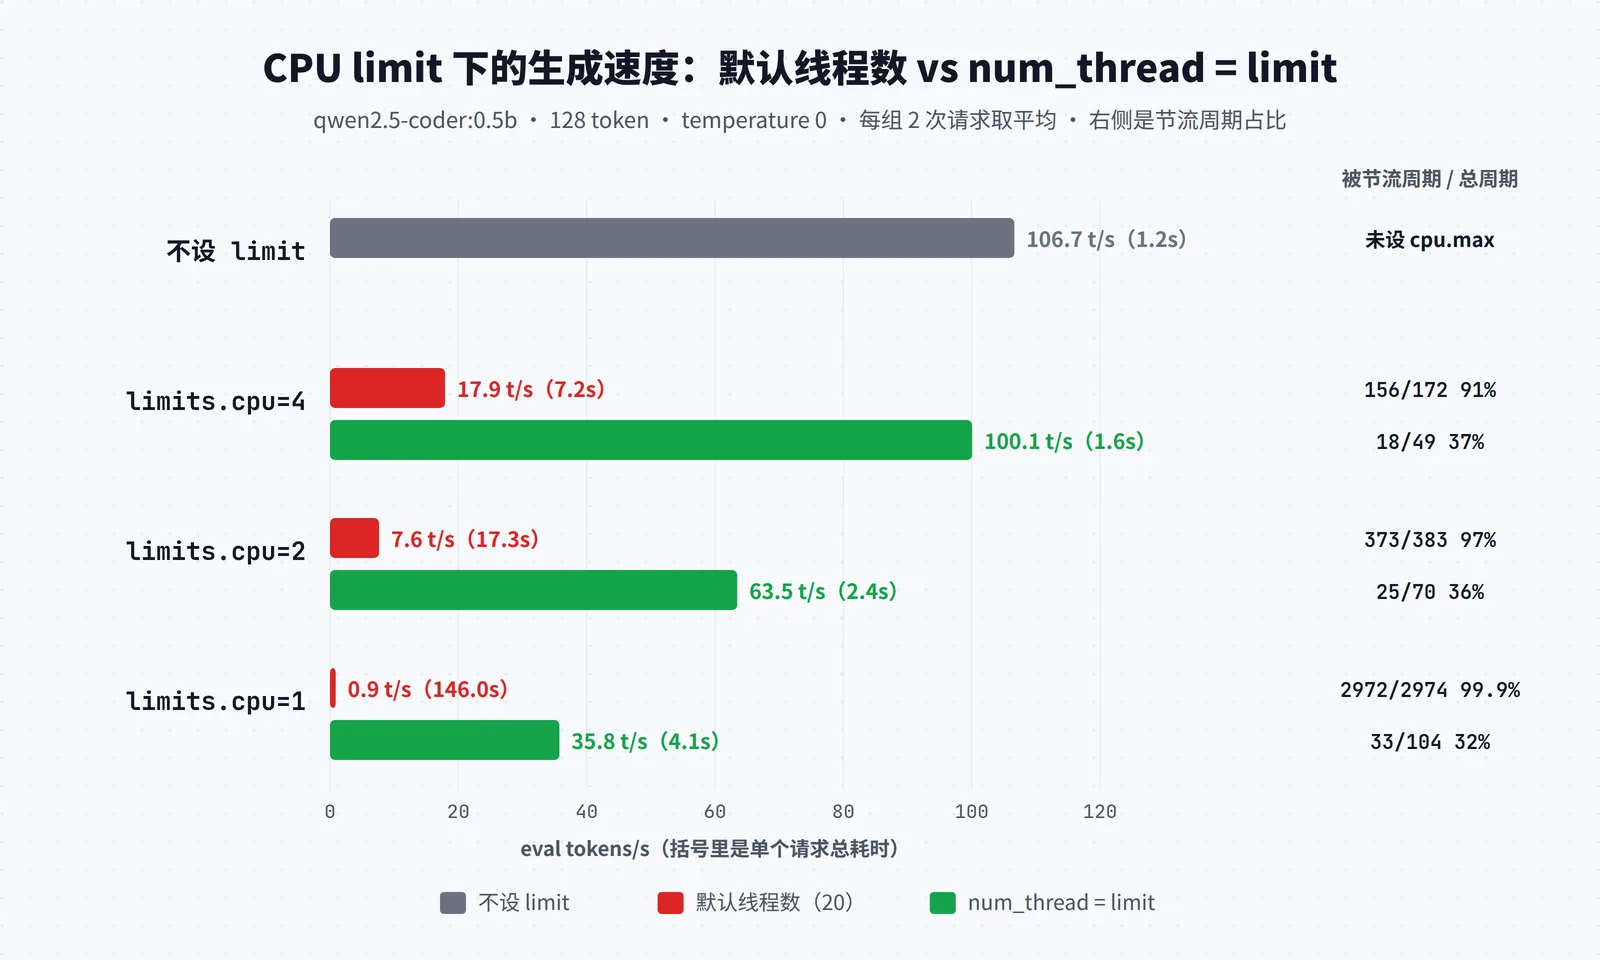 CPU limit 下的生成速度：默认线程数 vs num_thread = limit
qwen2.5-coder:0.5b · 128 token · temperature 0 · 每组 2 次请求取平均 · 右侧是节流周期占比
被节流周期 / 总周期
不设 limit
106.7 t/s（1.2s）
未设 cpu.max
limits.cpu=4
17.9 t/s（7.2s）
156/172 91%
100.1 t/s（1.6s）
18/49 37%
limits.cpu=2
7.6 t/s（17.3s）
373/383 97%
63.5 t/s（2.4s）
25/70 36%
limits.cpu=1
0.9 t/s（146.0s）
2972/2974 99.9%
35.8 t/s（4.1s）
33/104 32%
0 20 40 60 80 100 120
eval tokens/s（括号里是单个请求总耗时）
不设 limit 默认线程数（20） num_thread = limit